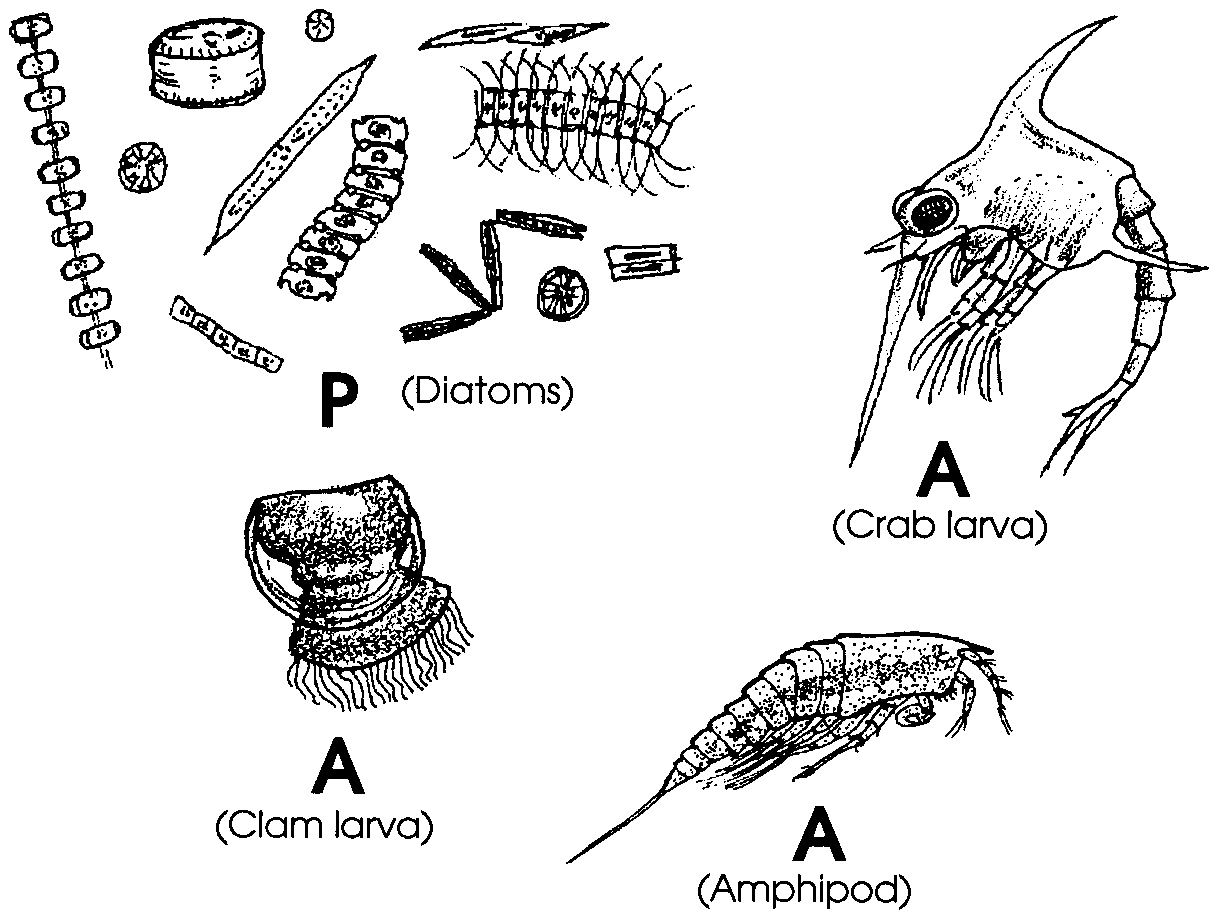 P (Diatoms)
A
(Crab larva)
A
(Clam larva)
A
(Amphipod)